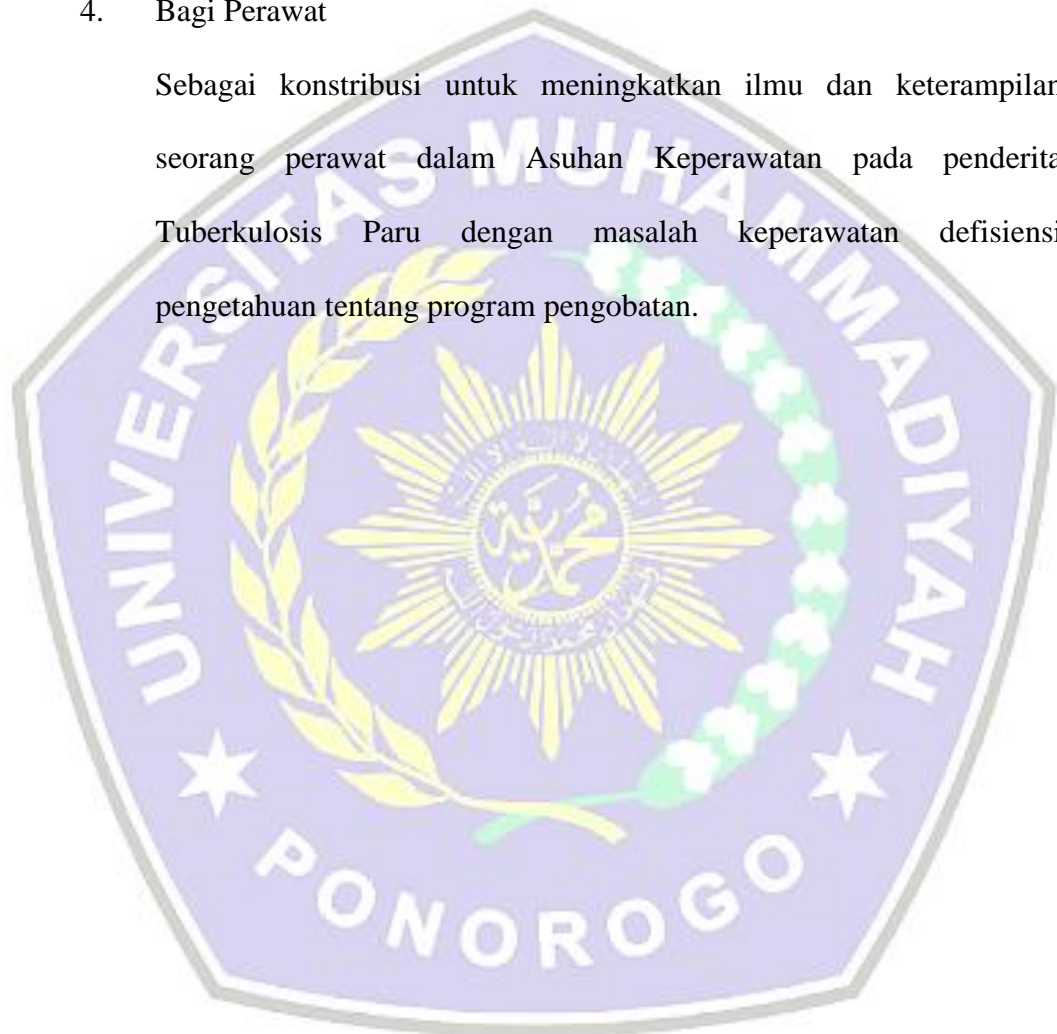 4. Bagi Perawat
Sebagai konstribusi untuk meningkatkan ilmu dan keterampilan
seorang perawat dalam Asuhan Keperawatan pada penderita
Tuberkulosis Paru dengan masalah keperawatan defisiensi
pengetahuan tentang program pengobatan.
UNIVERSITAS MUHAMMADIYAH
PONOROGO